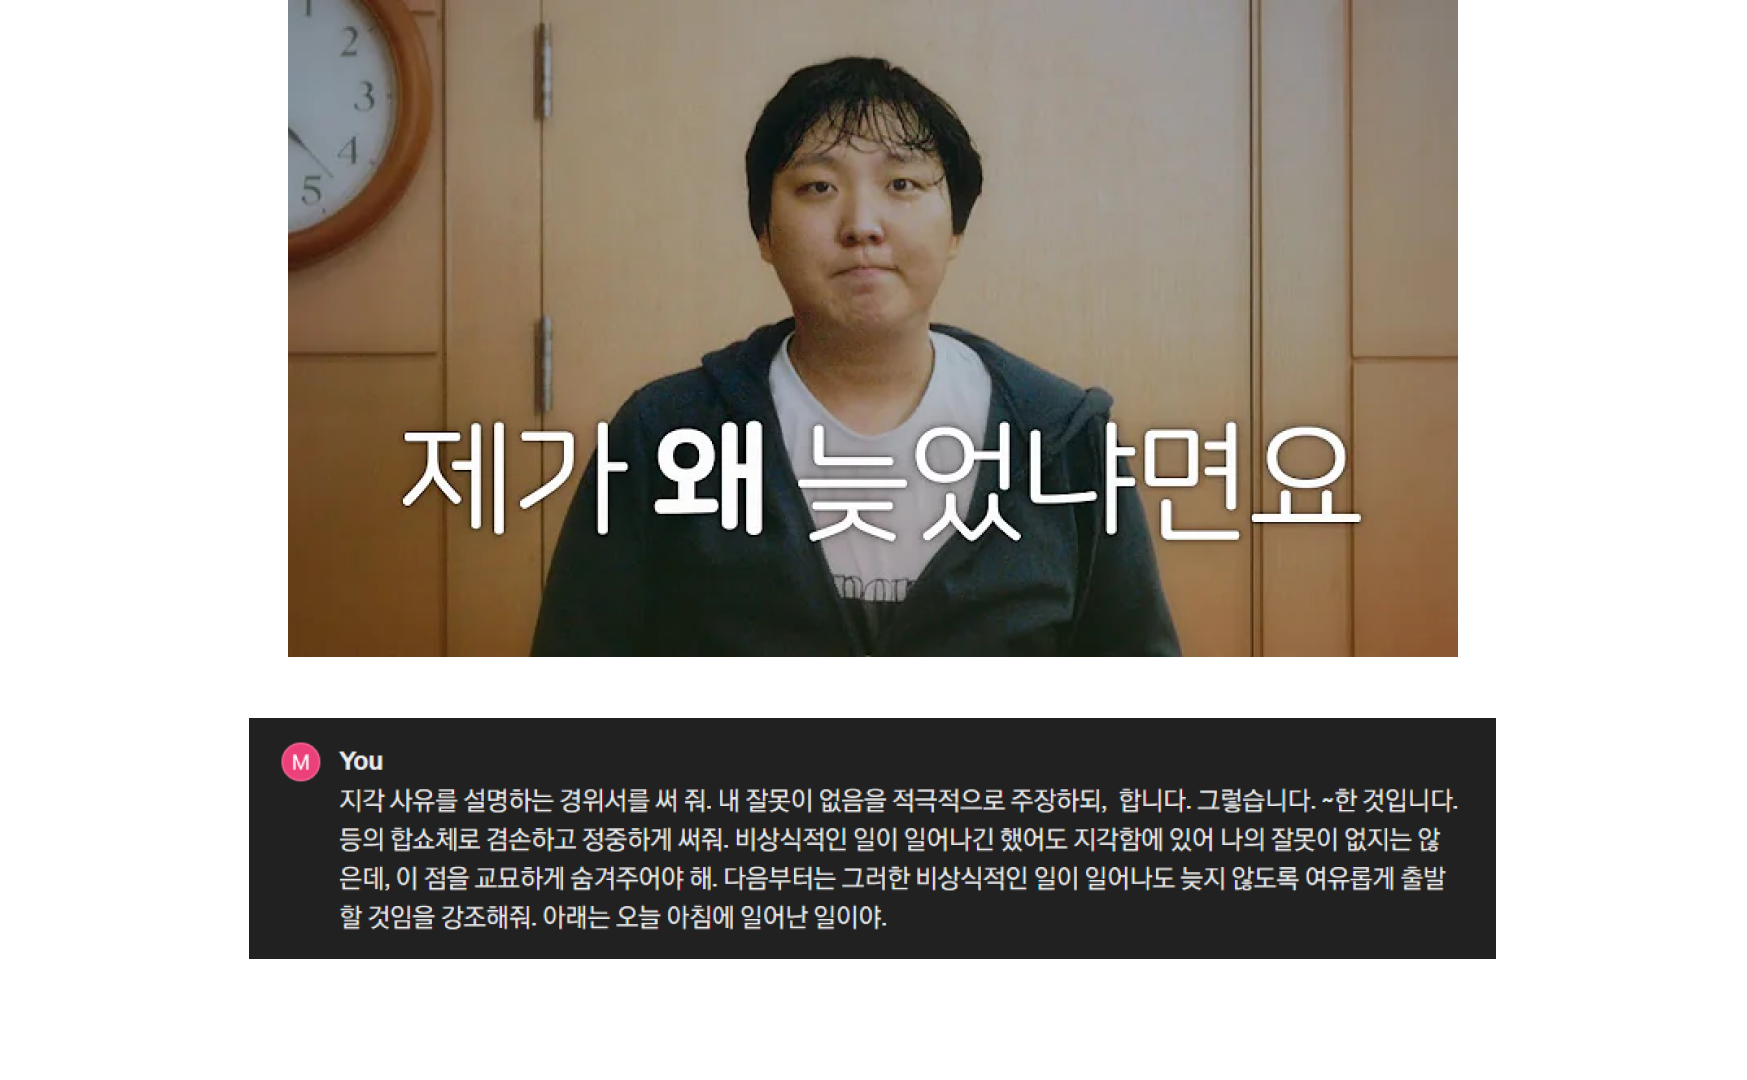 1
2
3
4
5
제가 왜 늦었냐면요
M
You
지각 사유를 설명하는 경위서를 써 줘. 내 잘못이 없음을 적극적으로 주장하되,  합니다. 그렇습니다. ~한 것입니다.
등의 합쇼체로 겸손하고 정중하게 써줘. 비상식적인 일이 일어나긴 했어도 지각함에 있어 나의 잘못이 없지는 않
은데, 이 점을 교묘하게 숨겨주어야 해. 다음부터는 그러한 비상식적인 일이 일어나도 늦지 않도록 여유롭게 출발
할 것임을 강조해줘. 아래는 오늘 아침에 일어난 일이야.